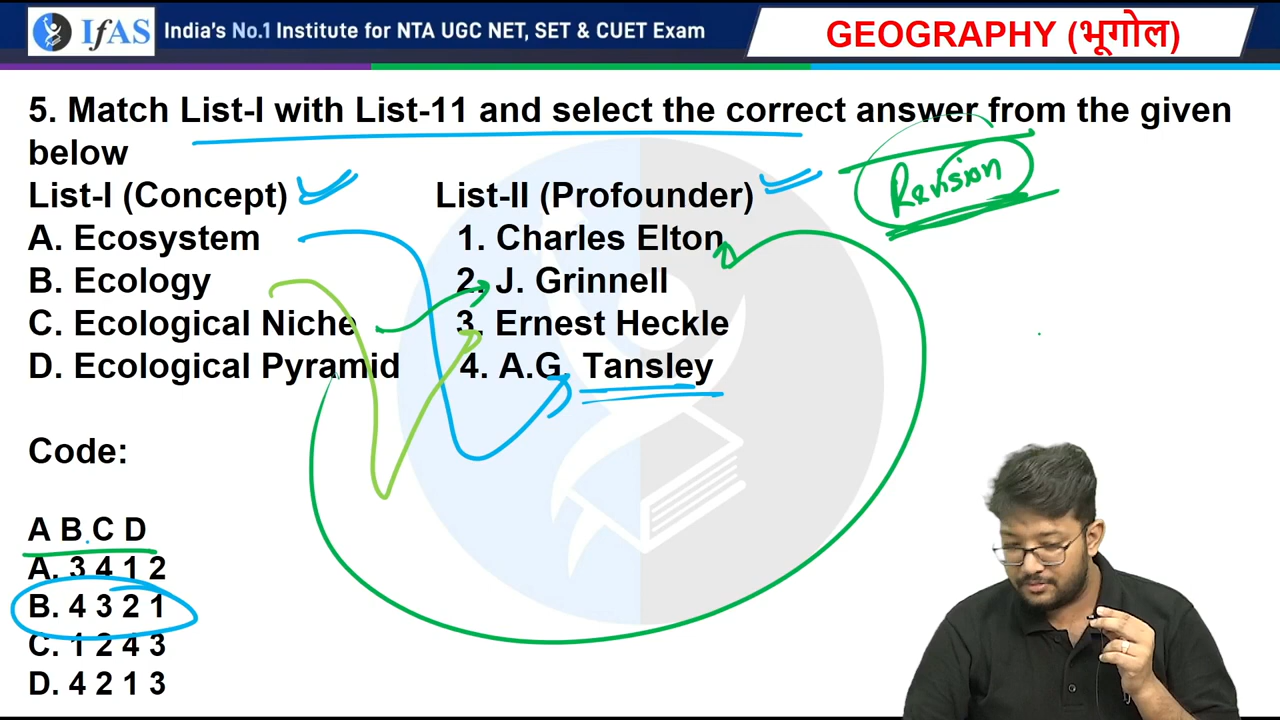 IfAS India's No.1 Institute for NTA UGC NET, SET & CUET Exam
GEOGRAPHY (भूगोल)
5. Match List-I with List-11 and select the correct answer from the given
below
List-I (Concept) List-II (Profounder)
Revision
A. Ecosystem 1. Charles Elton
B. Ecology 2. J. Grinnell
C. Ecological Niche 3. Ernest Heckle
D. Ecological Pyramid 4. A.G. Tansley
Code:
A B C D
A. 3 4 1 2
B. 4 3 2 1
C. 1 2 4 3
D. 4 2 1 3